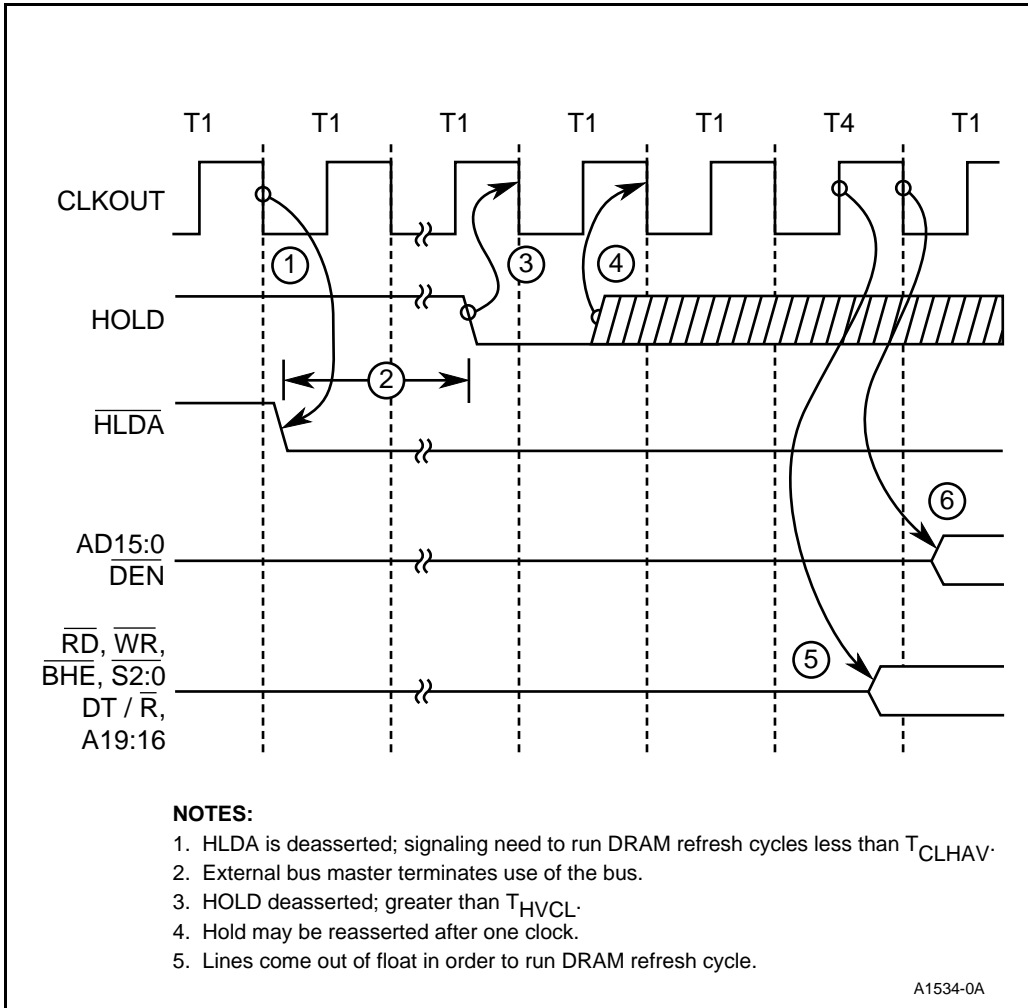 T1 T1 T1 T1 T1 T4 T1
CLKOUT
1 3 4
HOLD
2
HLDA
6
AD15:0
DEN
5
RD, WR,
BHE, S2:0
DT / R,
A19:16
NOTES:
1. HLDA is deasserted; signaling need to run DRAM refresh cycles less than TCLHAV.
2. External bus master terminates use of the bus.
3. HOLD deasserted; greater than THVCL.
4. Hold may be reasserted after one clock.
5. Lines come out of float in order to run DRAM refresh cycle.
A1534-0A